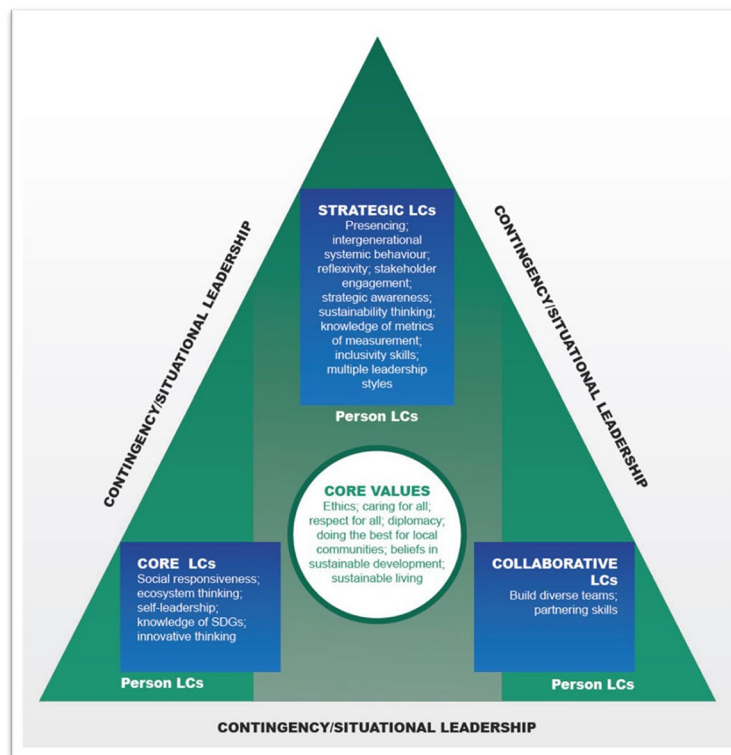 STRATEGIC LCs
Presencing;
intergenerational
systemic behaviour;
reflexivity; stakeholder
engagement;
strategic awareness;
sustainability thinking;
knowledge of metrics
of measurement;
inclusivity skills;
multiple leadership
styles
Person LCs
CONTINGENCY/SITUATIONAL LEADERSHIP
CONTINGENCY/SITUATIONAL LEADERSHIP
CORE VALUES
Ethics; caring for all;
respect for all; diplomacy;
doing the best for local
communities; beliefs in
sustainable development;
sustainable living
CORE LCs
Social responsiveness;
ecosystem thinking;
self-leadership;
knowledge of SDGs;
innovative thinking
Person LCs
COLLABORATIVE
LCs
Build diverse teams;
partnering skills
Person LCs
CONTINGENCY/SITUATIONAL LEADERSHIP